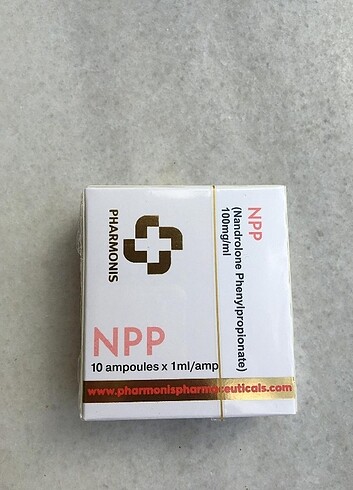 PHARMONIS
NPP
(Nandrolone Phenylpropionate)
100mg/ml
NPP
10 ampoules x 1ml/amp
www.pharmonispharmaceuticals.com